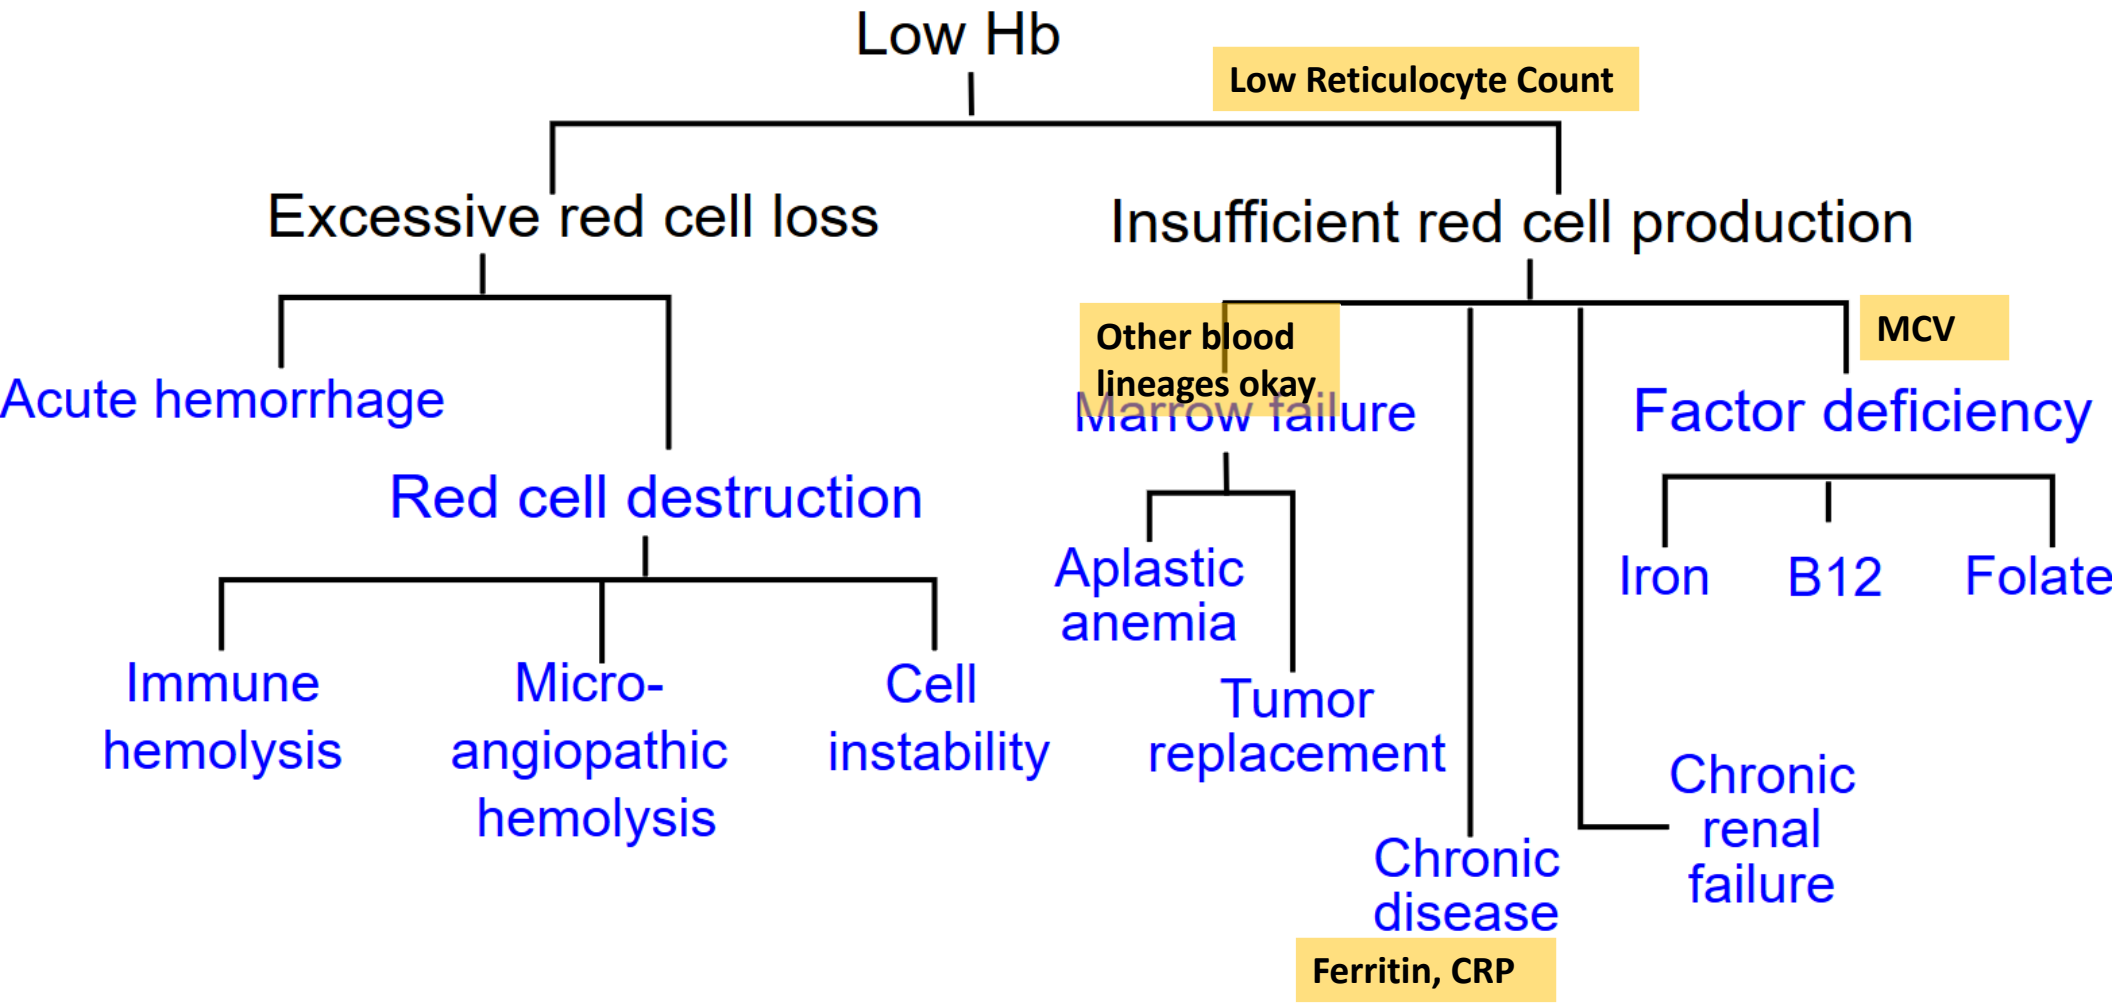 Low Hb
Low Reticulocyte Count
Excessive red cell loss
Insufficient red cell production
Other blood
lineages okay
MCV
Acute hemorrhage
Marrow failure
Factor deficiency
Red cell destruction
Aplastic
anemia
Iron
B12
Folate
Immune
hemolysis
Micro-
angiopathic
hemolysis
Cell
instability
Tumor
replacement
Chronic
renal
failure
Chronic
disease
Ferritin, CRP